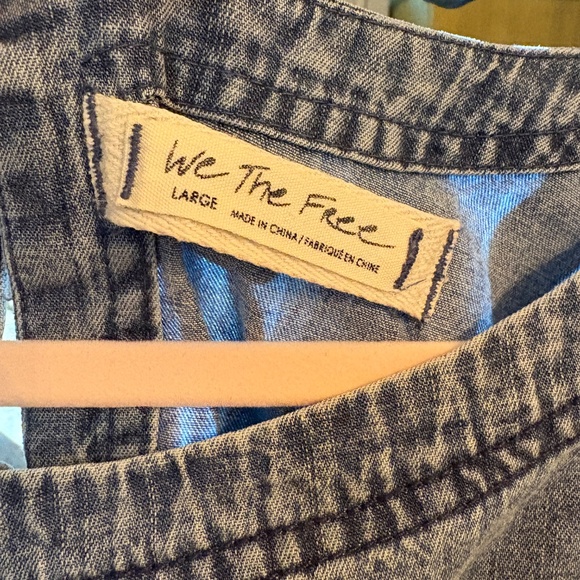 We The Free
LARGE MADE IN CHINA / FABRIQUÉ EN CHINE